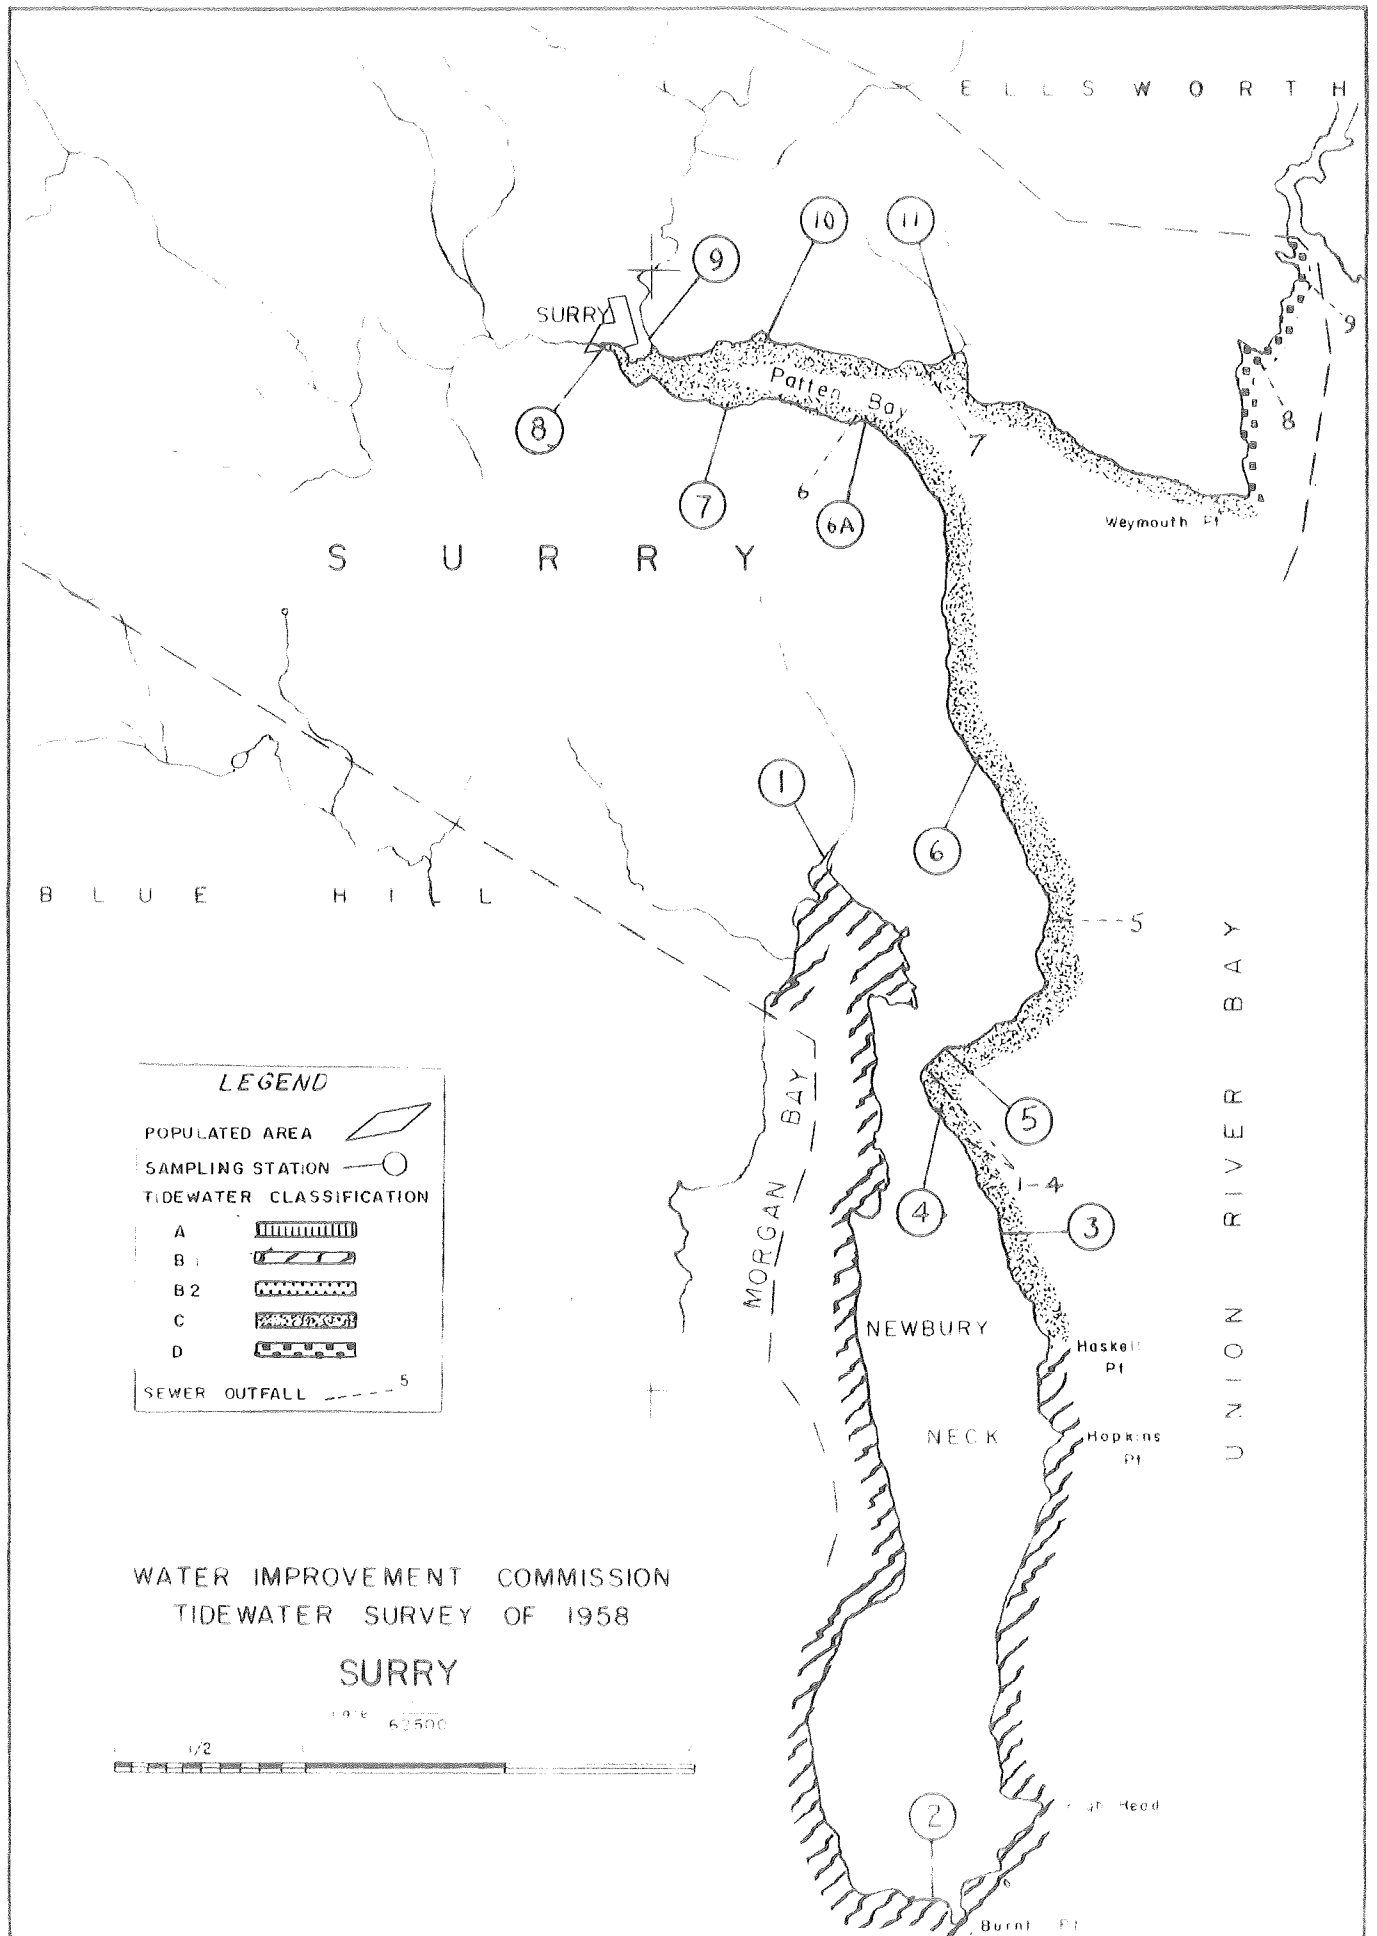 ELLSWORTH
10
11
9
SURRY
9
Patten Bay
8
8
7
6
7
6A
Weymouth Pt
SURRY
1
6
BLUE HILL
5
UNION RIVER BAY
MORGAN BAY
5
1-4
4
3
NEWBURY
NECK
Haskell
Pt
Hopkins
Pt
LEGEND
POPULATED AREA
SAMPLING STATION
TIDEWATER CLASSIFICATION
A
B1
B2
C
D
SEWER OUTFALL 5
WATER IMPROVEMENT COMMISSION
TIDEWATER SURVEY OF 1958
SURRY
62500
1/2
2
Head
Burnt Pt